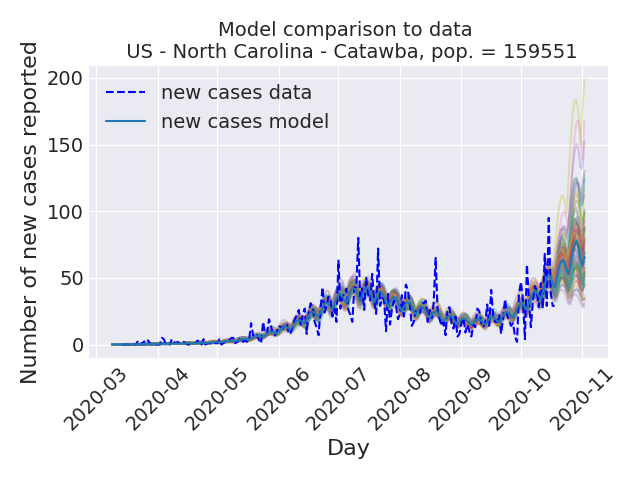 Model comparison to data
US - North Carolina - Catawba, pop. = 159551
Number of new cases reported
200
150
100
50
0
new cases data
new cases model
2020-03
2020-04
2020-05
2020-06
2020-07
2020-08
2020-09
2020-10
2020-11
Day